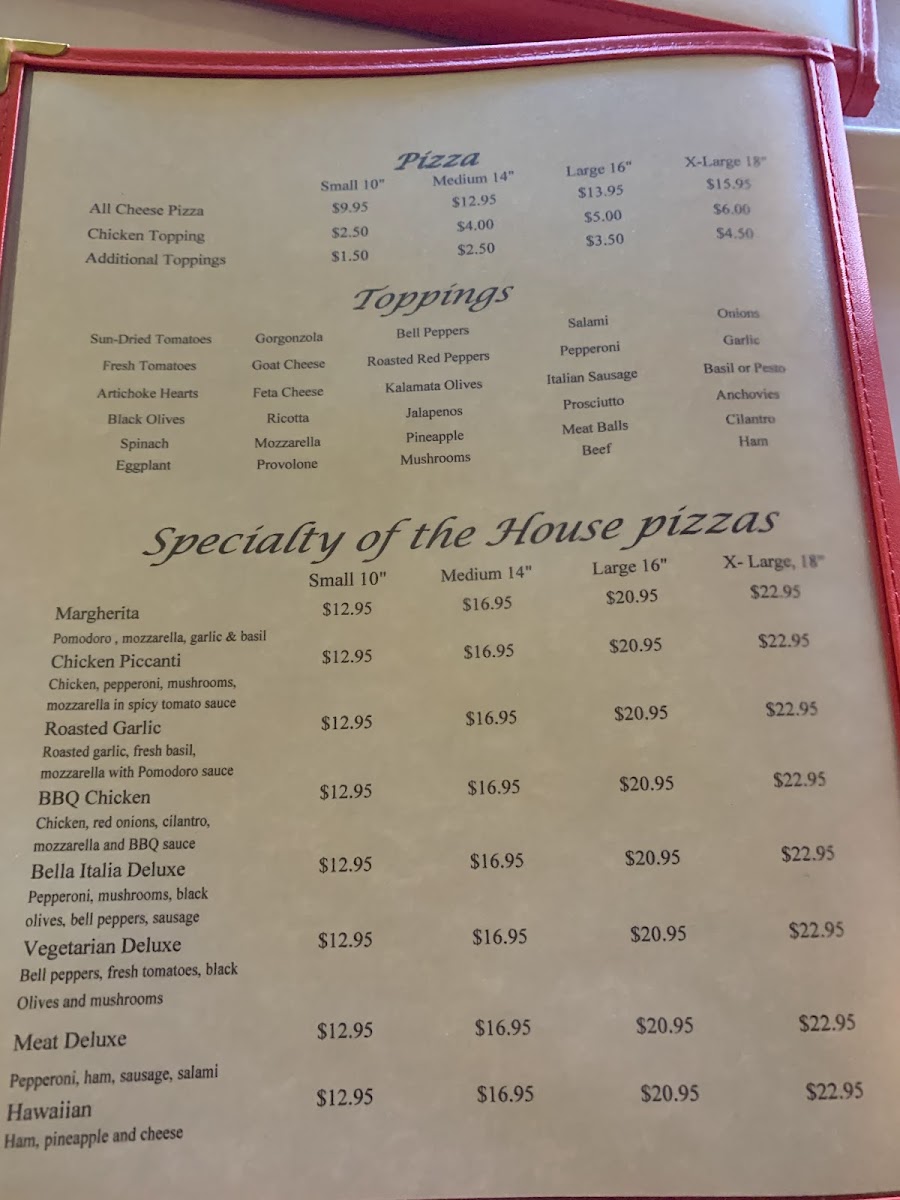 Pizza
Small 10" Medium 14" Large 16" X-Large 18"
All Cheese Pizza $9.95 $12.95 $13.95 $15.95
Chicken Topping $2.50 $4.00 $5.00 $6.00
Additional Toppings $1.50 $2.50 $3.50 $4.50
Toppings
Sun-Dried Tomatoes Gorgonzola Bell Peppers Salami Onions
Fresh Tomatoes Goat Cheese Roasted Red Peppers Pepperoni Garlic
Artichoke Hearts Feta Cheese Kalamata Olives Italian Sausage Basil or Pesto
Black Olives Ricotta Jalapenos Prosciutto Anchovies
Spinach Mozzarella Pineapple Meat Balls Cilantro
Eggplant Provolone Mushrooms Beef Ham
Specialty of the House pizzas
Small 10" Medium 14" Large 16" X- Large, 18"
Margherita $12.95 $16.95 $20.95 $22.95
Pomodoro , mozzarella, garlic & basil
Chicken Piccanti $12.95 $16.95 $20.95 $22.95
Chicken, pepperoni, mushrooms,
mozzarella in spicy tomato sauce
Roasted Garlic $12.95 $16.95 $20.95 $22.95
Roasted garlic, fresh basil,
mozzarella with Pomodoro sauce
BBQ Chicken $12.95 $16.95 $20.95 $22.95
Chicken, red onions, cilantro,
mozzarella and BBQ sauce
Bella Italia Deluxe $12.95 $16.95 $20.95 $22.95
Pepperoni, mushrooms, black
olives, bell peppers, sausage
Vegetarian Deluxe $12.95 $16.95 $20.95 $22.95
Bell peppers, fresh tomatoes, black
Olives and mushrooms
Meat Deluxe $12.95 $16.95 $20.95 $22.95
Pepperoni, ham, sausage, salami
Hawaiian $12.95 $16.95 $20.95 $22.95
Ham, pineapple and cheese